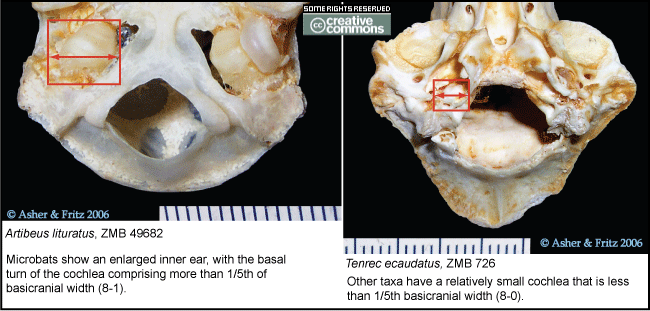 SOME RIGHTS RESERVED
cc creative commons
© Asher & Fritz 2006
Artibeus lituratus, ZMB 49682
Microbats show an enlarged inner ear, with the basal
turn of the cochlea comprising more than 1/5th of
basicranial width (8-1).
© Asher & Fritz 2006
Tenrec ecaudatus, ZMB 726
Other taxa have a relatively small cochlea that is less
than 1/5th basicranial width (8-0).